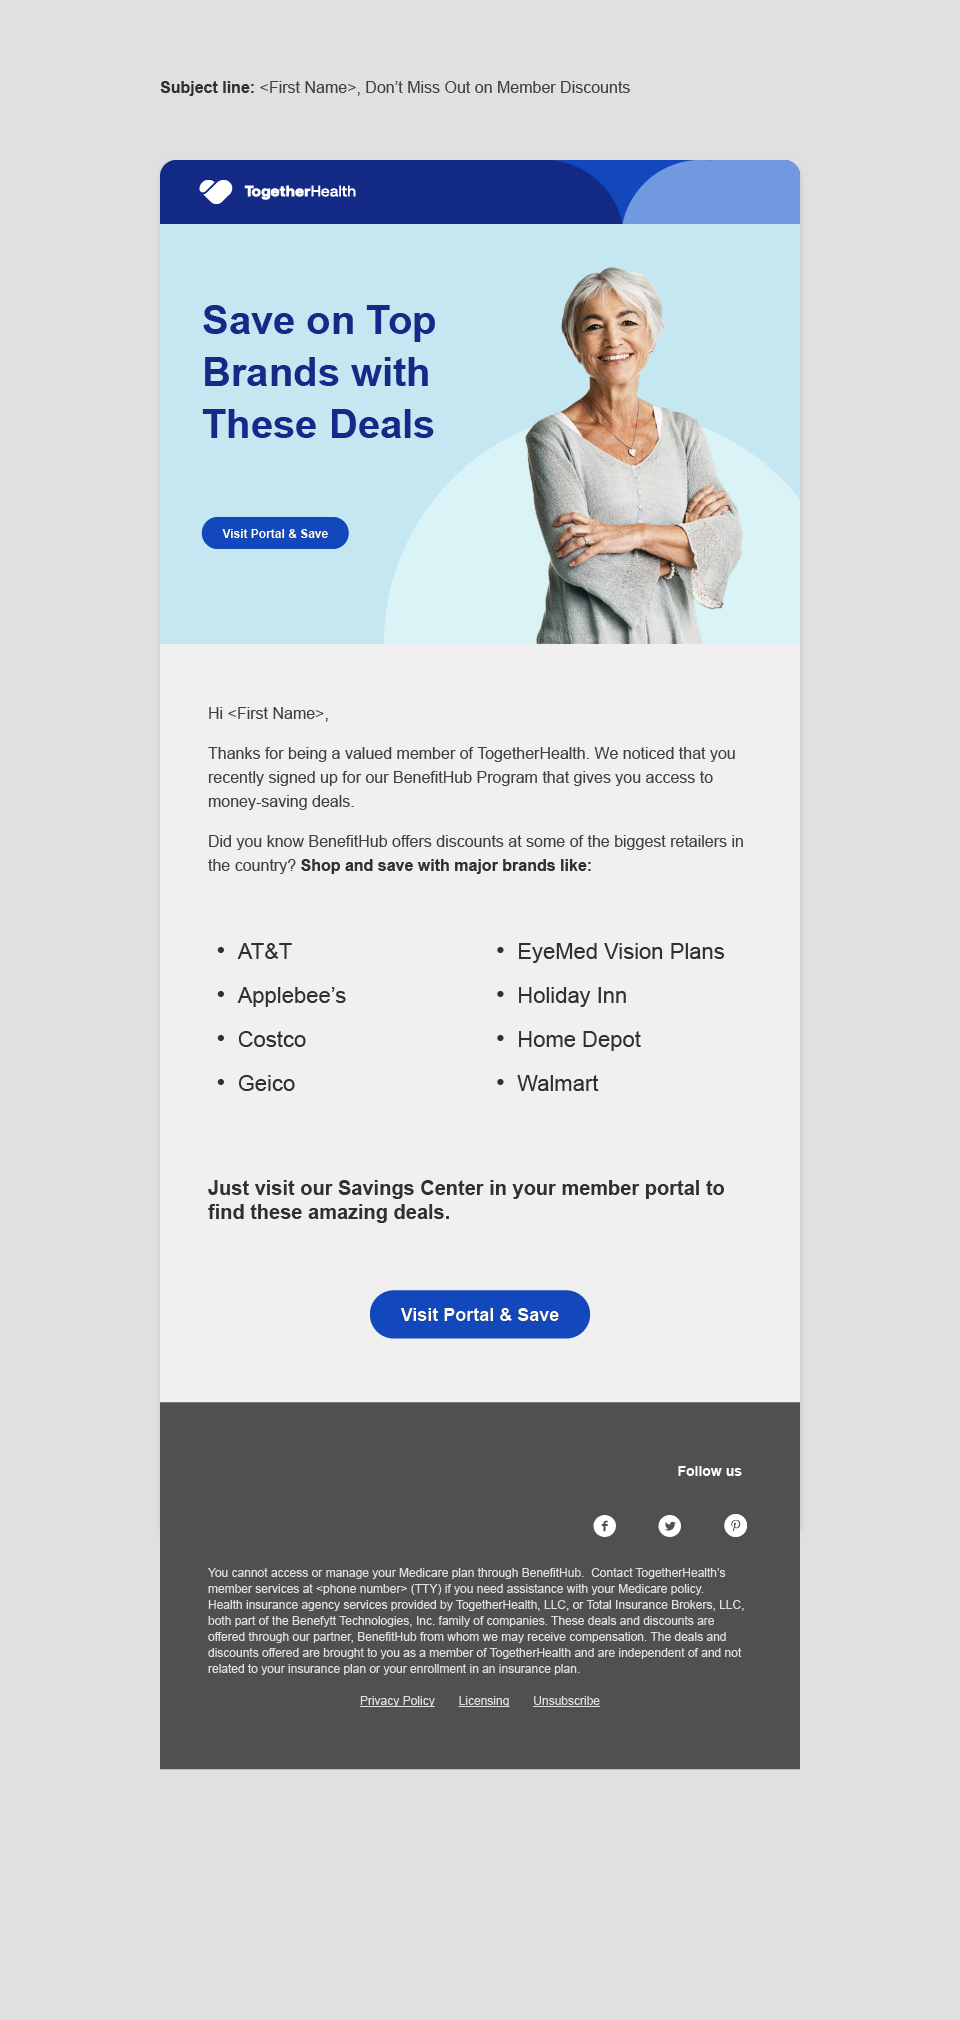 Subject line: <First Name>, Don’t Miss Out on Member Discounts
TogetherHealth
Save on Top
Brands with
These Deals
Visit Portal & Save
Hi <First Name>,
Thanks for being a valued member of TogetherHealth. We noticed that you
recently signed up for our BenefitHub Program that gives you access to
money-saving deals.
Did you know BenefitHub offers discounts at some of the biggest retailers in
the country? Shop and save with major brands like:
• AT&T
• Applebee’s
• Costco
• Geico
• EyeMed Vision Plans
• Holiday Inn
• Home Depot
• Walmart
Just visit our Savings Center in your member portal to
find these amazing deals.
Visit Portal & Save
Follow us
You cannot access or manage your Medicare plan through BenefitHub.  Contact TogetherHealth’s
member services at <phone number> (TTY) if you need assistance with your Medicare policy.
Health insurance agency services provided by TogetherHealth, LLC, or Total Insurance Brokers, LLC,
both part of the Benefytt Technologies, Inc. family of companies. These deals and discounts are
offered through our partner, BenefitHub from whom we may receive compensation. The deals and
discounts offered are brought to you as a member of TogetherHealth and are independent of and not
related to your insurance plan or your enrollment in an insurance plan.
Privacy Policy Licensing Unsubscribe